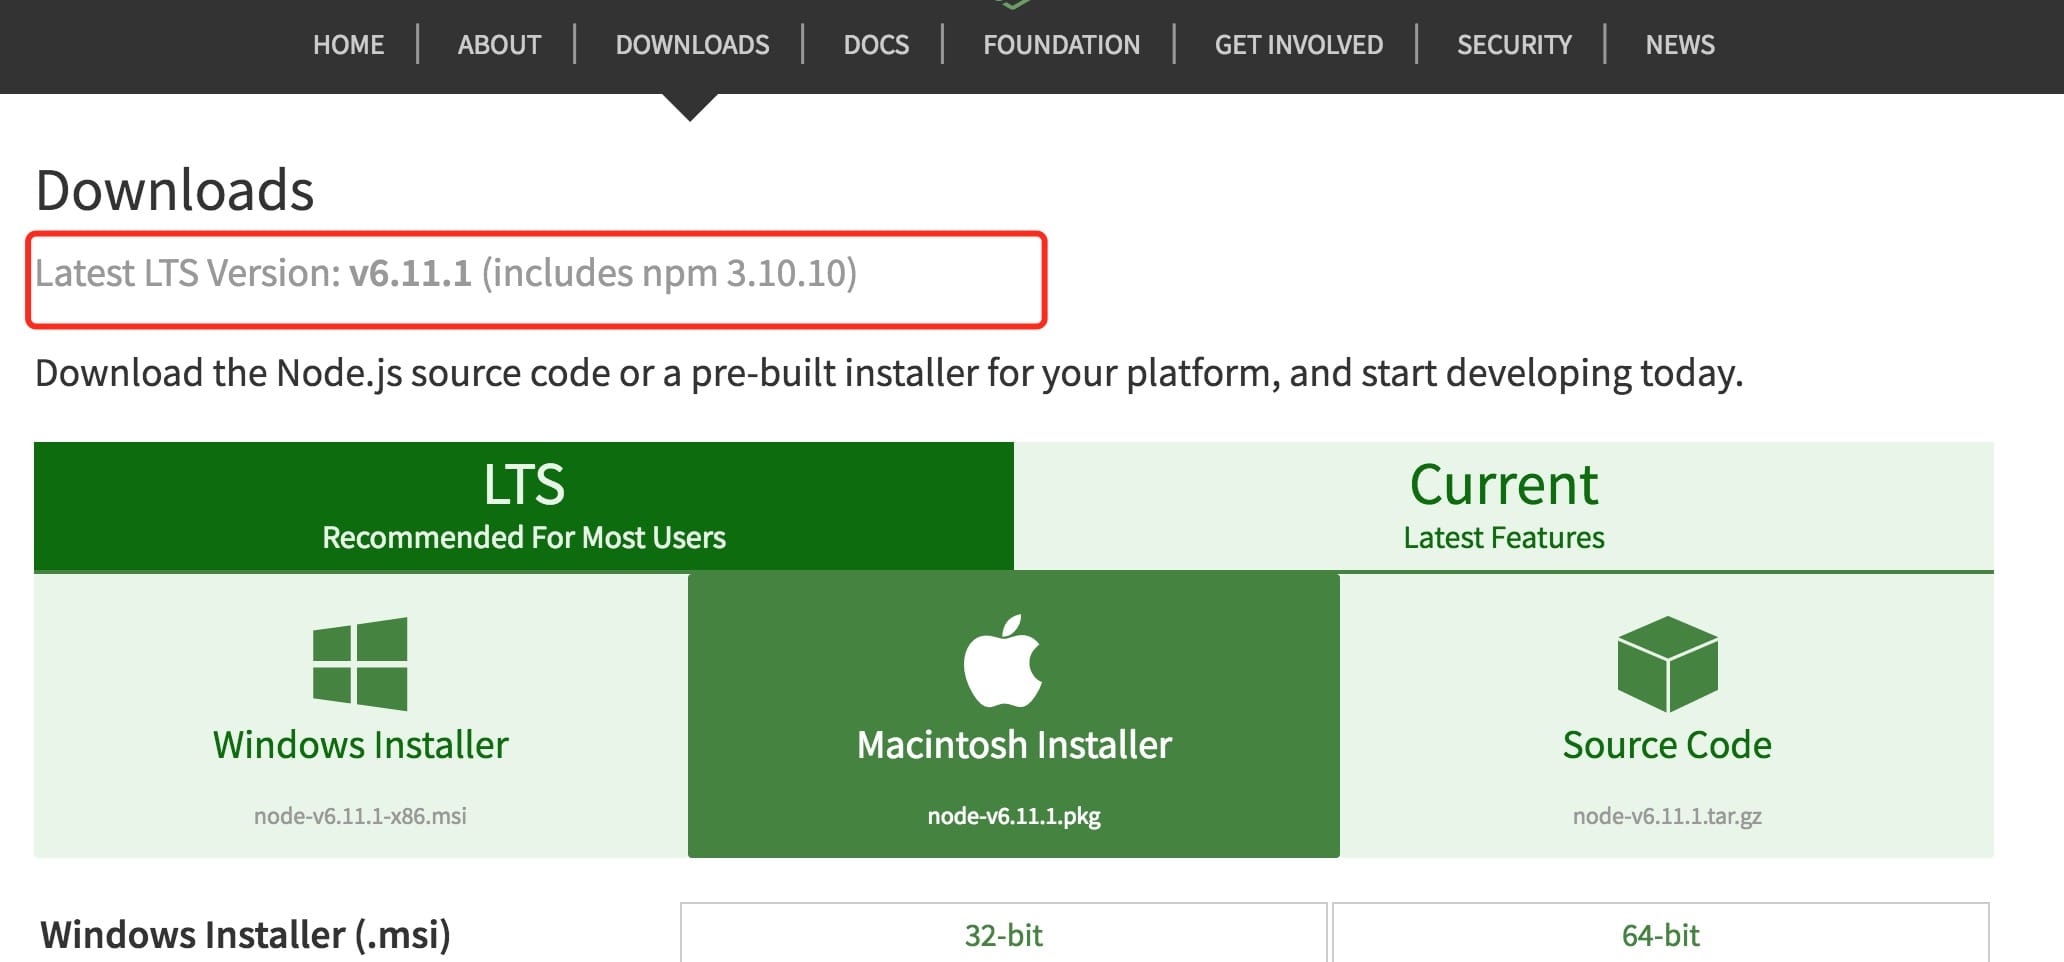 HOME ABOUT DOWNLOADS DOCS FOUNDATION GET INVOLVED SECURITY NEWS
Downloads
Latest LTS Version: v6.11.1 (includes npm 3.10.10)
Download the Node.js source code or a pre-built installer for your platform, and start developing today.
LTS
Recommended For Most Users
Current
Latest Features
Windows Installer
node-v6.11.1-x86.msi
Macintosh Installer
node-v6.11.1.pkg
Source Code
node-v6.11.1.tar.gz
Windows Installer (.msi) 32-bit 64-bit